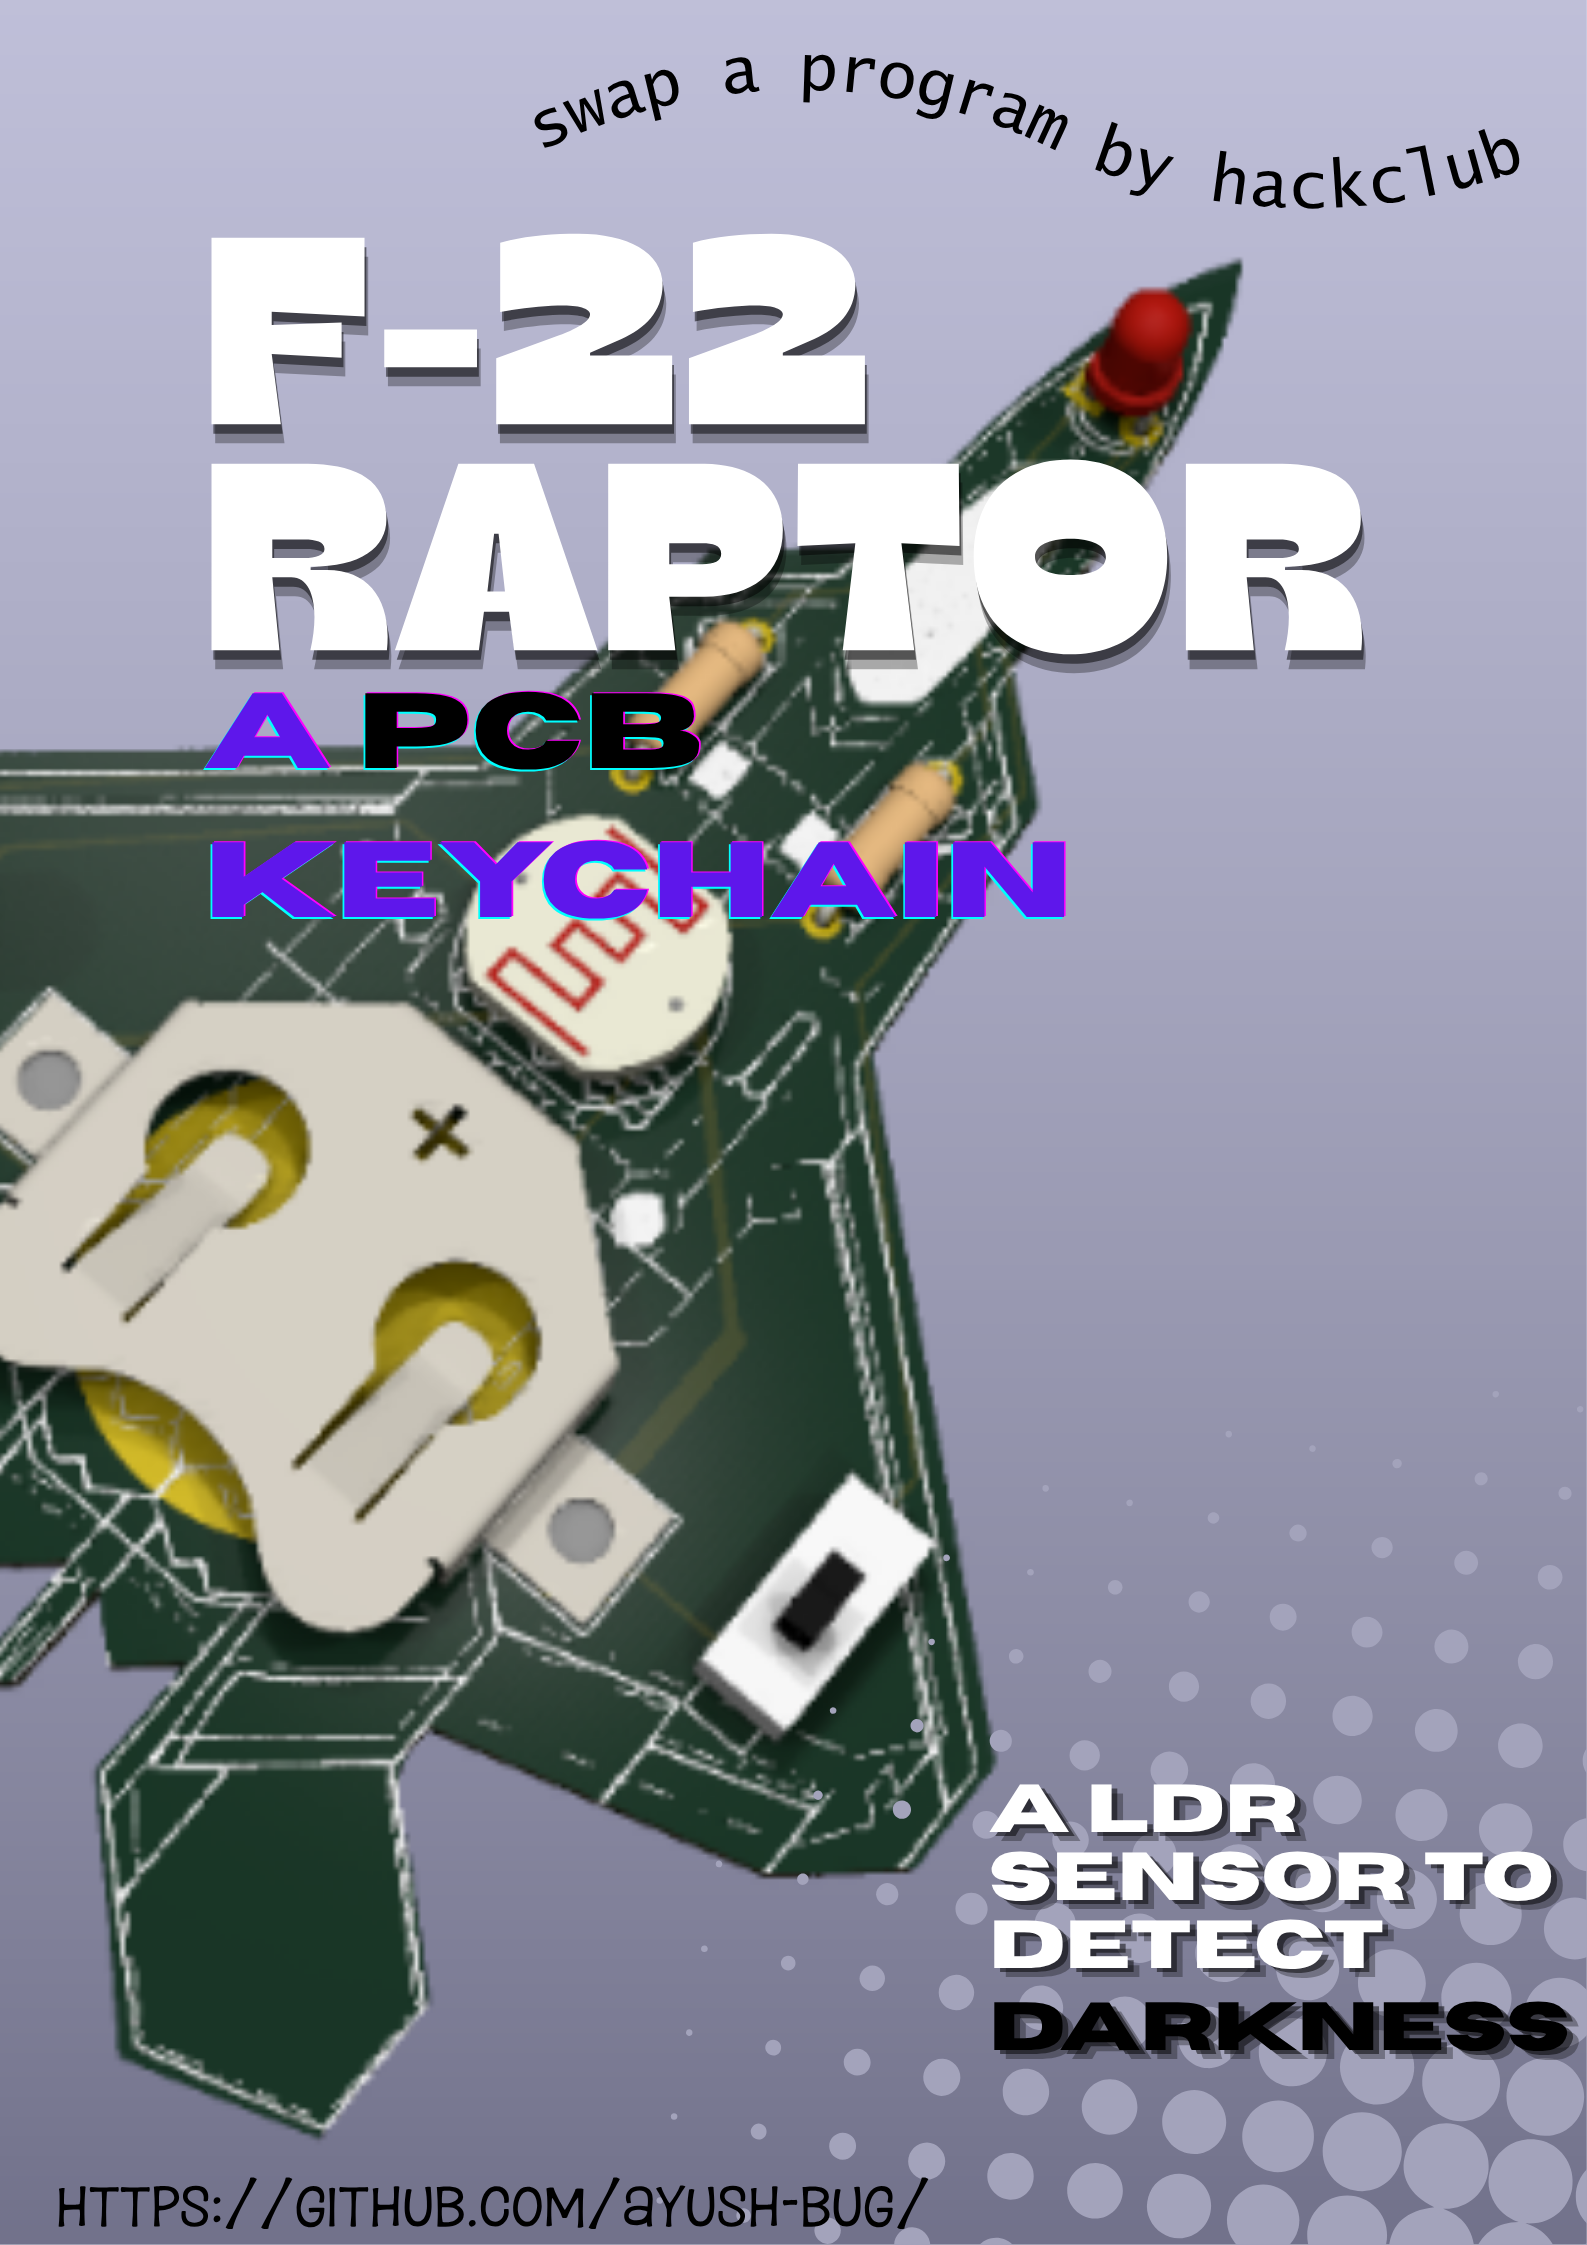 swap a program by hackclub
F-22
RAPTOR
A PCB
KEYCHAIN
A LDR
SENSOR TO
DETECT
DARKNESS
HTTPS://GITHUB.COM/AYUSH-BUG/